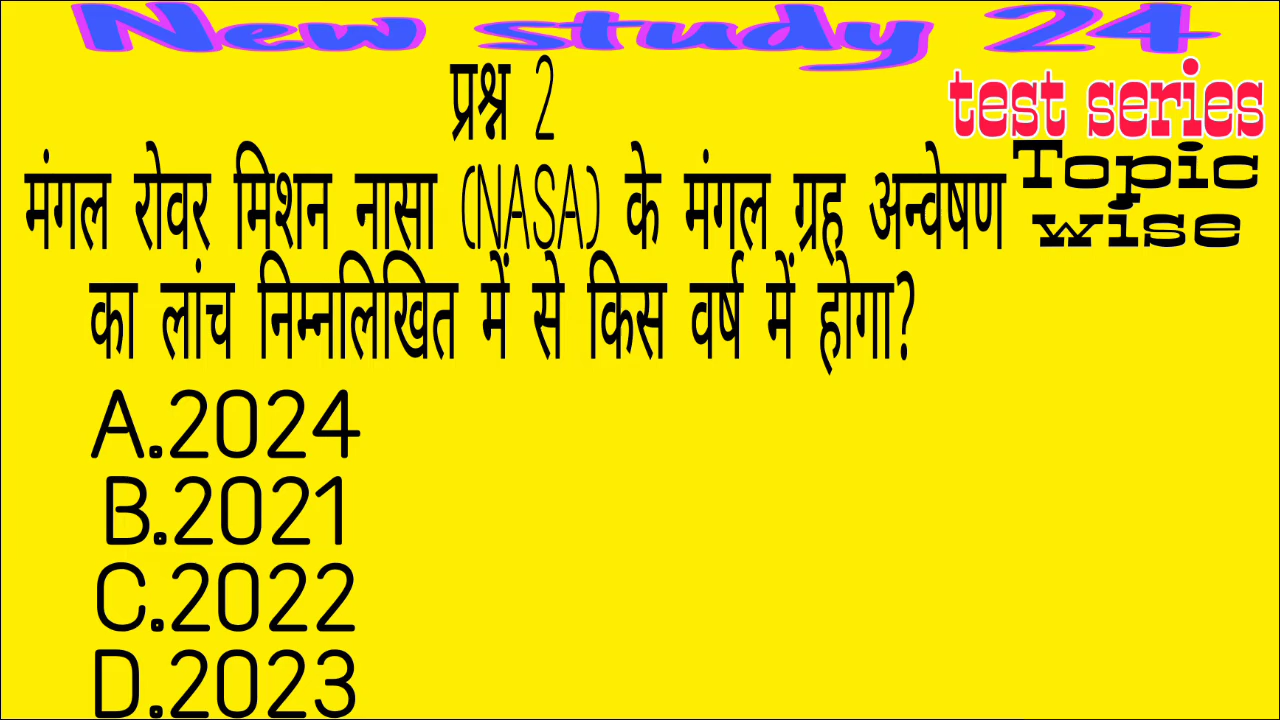 New study 24
test series
Topic
wise
प्रश्न 2
मंगल रोवर मिशन नासा (NASA) के मंगल ग्रह अन्वेषण
का लांच निम्नलिखित में से किस वर्ष में होगा?
A.2024
B.2021
C.2022
D.2023